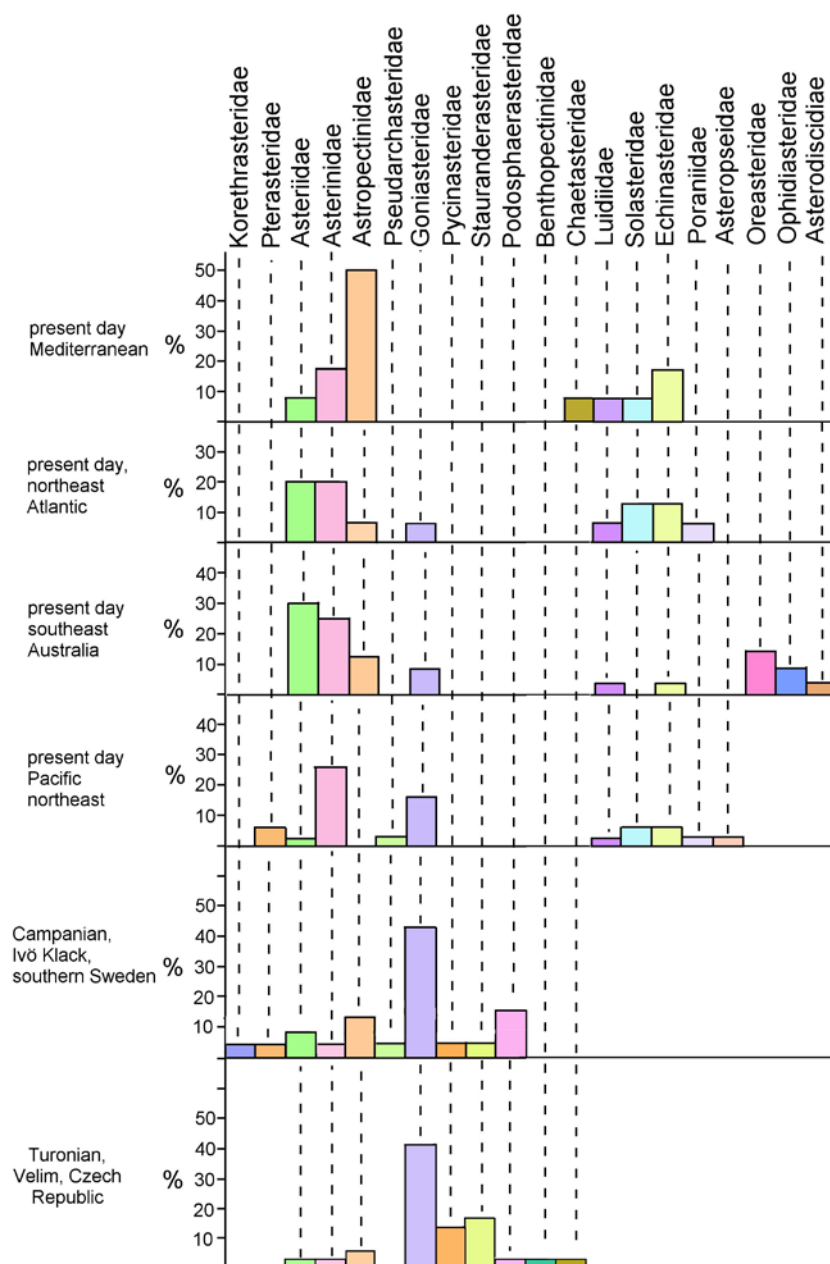 Korethrasteridae
Pterasteridae
Asteriidae
Asterinidae
Astropectinidae
Pseudarchasteridae
Goniasteridae
Pycinasteridae
Stauranderasteridae
Podosphaerasteridae
Benthopectinidae
Chaetasteridae
Luidiidae
Solasteridae
Echinasteridae
Poraniidae
Asteropseidae
Oreasteridae
Ophidiasteridae
Asterodiscidiae
present day
Mediterranean
%
50
40
30
20
10
present day,
northeast
Atlantic
%
30
20
10
present day
southeast
Australia
%
40
30
20
10
present day
Pacific
northeast
%
40
30
20
10
Campanian,
Ivö Klack,
southern Sweden
%
50
40
30
20
10
Turonian,
Velim, Czech
Republic
%
50
40
30
20
10